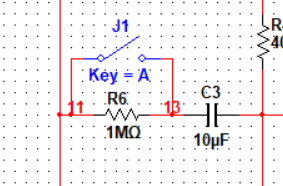 J1
Key = A
R6
11
13
1MΩ
C3
10µF